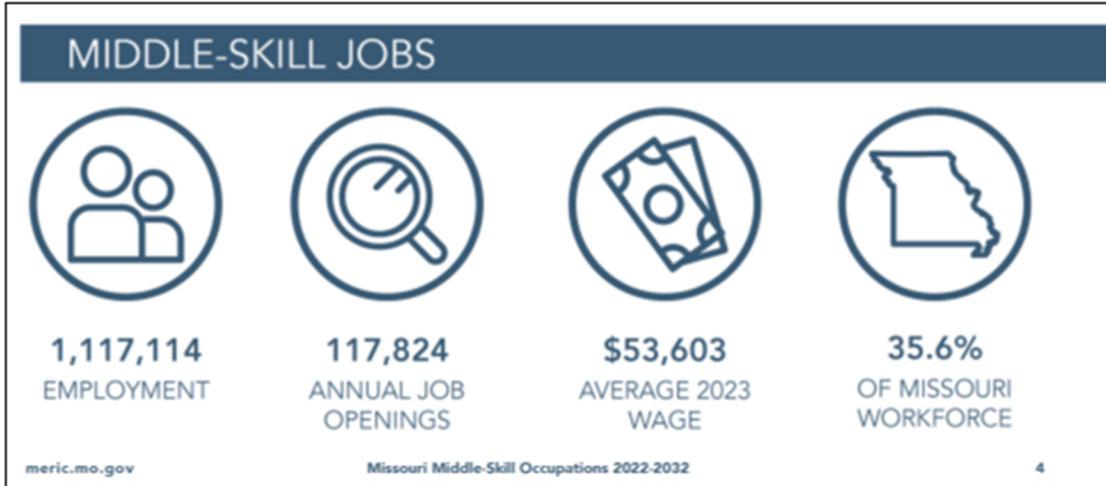 MIDDLE-SKILL JOBS
1,117,114
EMPLOYMENT
117,824
ANNUAL JOB
OPENINGS
$53,603
AVERAGE 2023
WAGE
35.6%
OF MISSOURI
WORKFORCE
meric.mo.gov
Missouri Middle-Skill Occupations 2022-2032
4